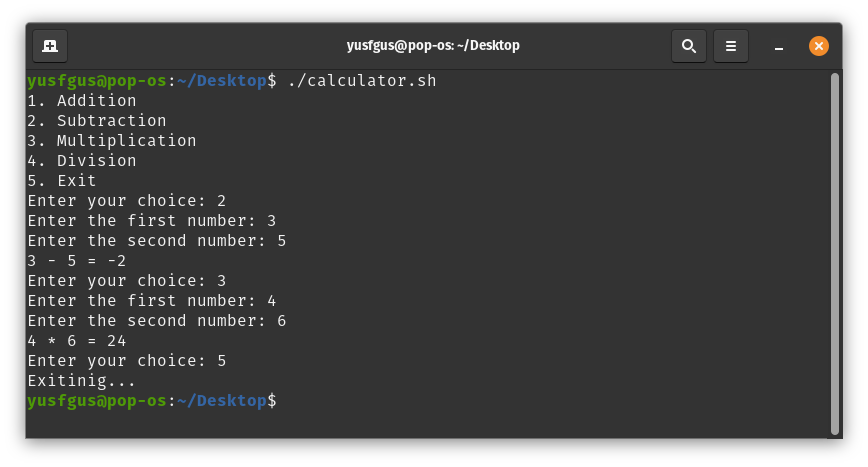 yusfgus@pop-os: ~/Desktop
yusfgus@pop-os:~/Desktop$ ./calculator.sh
1. Addition
2. Subtraction
3. Multiplication
4. Division
5. Exit
Enter your choice: 2
Enter the first number: 3
Enter the second number: 5
3 - 5 = -2
Enter your choice: 3
Enter the first number: 4
Enter the second number: 6
4 * 6 = 24
Enter your choice: 5
Exitinig...
yusfgus@pop-os:~/Desktop$